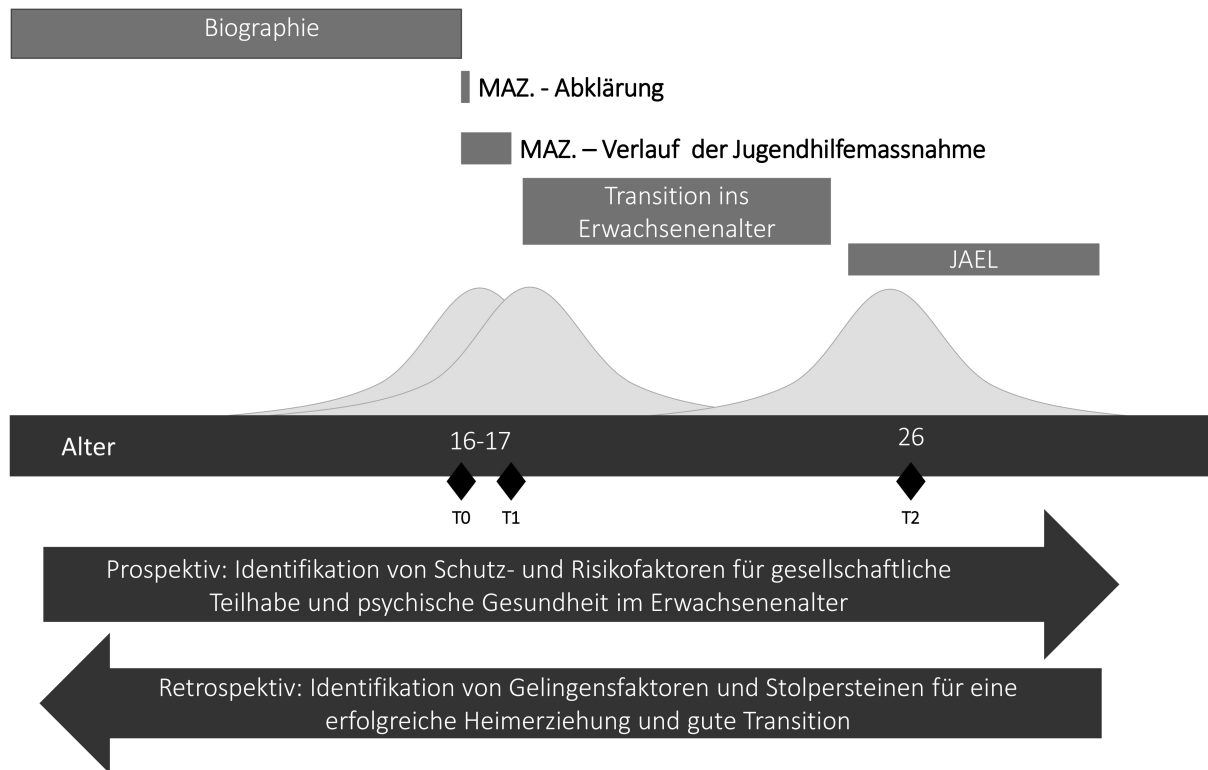 Biographie
MAZ. - Abklärung
MAZ. – Verlauf der Jugendhilfemassnahme
Transition ins
Erwachsenenalter
JAEL
Alter
16-17
26
T0
T1
T2
Prospektiv: Identifikation von Schutz- und Risikofaktoren für gesellschaftliche
Teilhabe und psychische Gesundheit im Erwachsenenalter
Retrospektiv: Identifikation von Gelingensfaktoren und Stolpersteinen für eine
erfolgreiche Heimerziehung und gute Transition